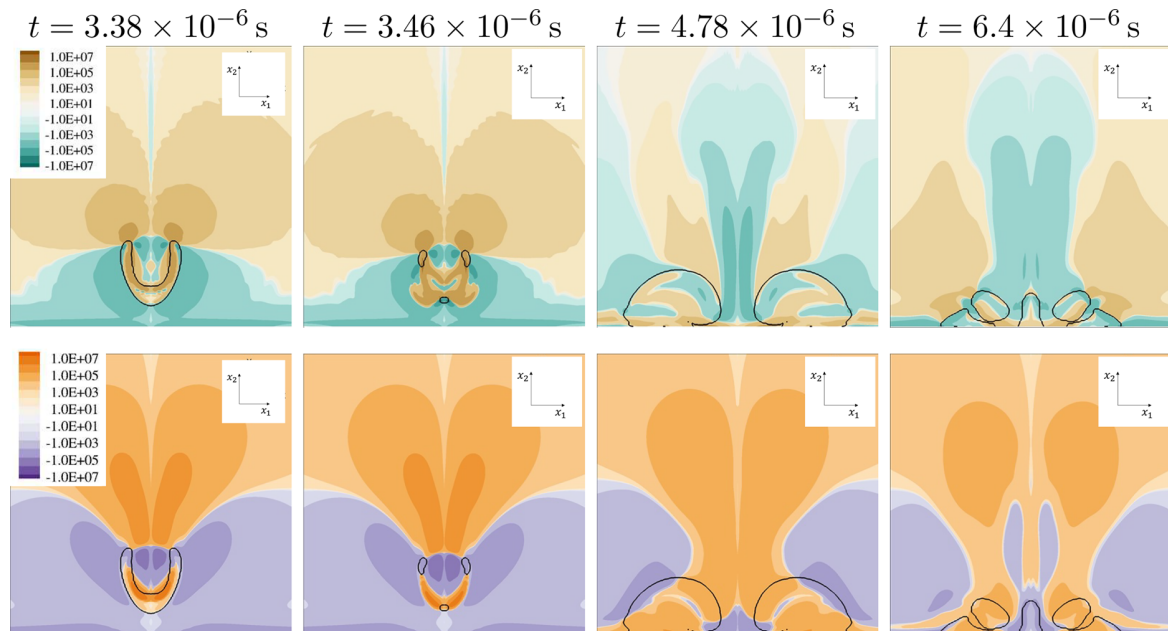 t = 3.38 × 10⁻⁶ s
t = 3.46 × 10⁻⁶ s
t = 4.78 × 10⁻⁶ s
t = 6.4 × 10⁻⁶ s
1.0E+07
1.0E+05
1.0E+03
1.0E+01
-1.0E+01
-1.0E+03
-1.0E+05
-1.0E+07
x₂
x₁
x₂
x₁
x₂
x₁
x₂
x₁
1.0E+07
1.0E+05
1.0E+03
1.0E+01
-1.0E+01
-1.0E+03
-1.0E+05
-1.0E+07
x₂
x₁
x₂
x₁
x₂
x₁
x₂
x₁